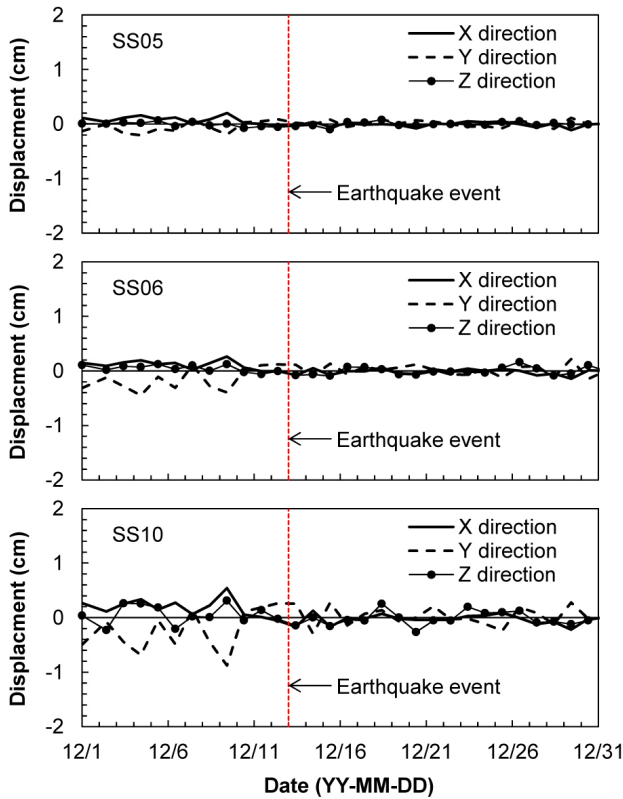 2
SS05
X direction
Y direction
Z direction
1
0
-1
Earthquake event
-2
Displacment (cm)
2
SS06
X direction
Y direction
Z direction
1
0
-1
Earthquake event
-2
Displacment (cm)
2
SS10
X direction
Y direction
Z direction
1
0
-1
Earthquake event
-2
Displacment (cm)
12/1 12/6 12/11 12/16 12/21 12/26 12/31
Date (YY-MM-DD)